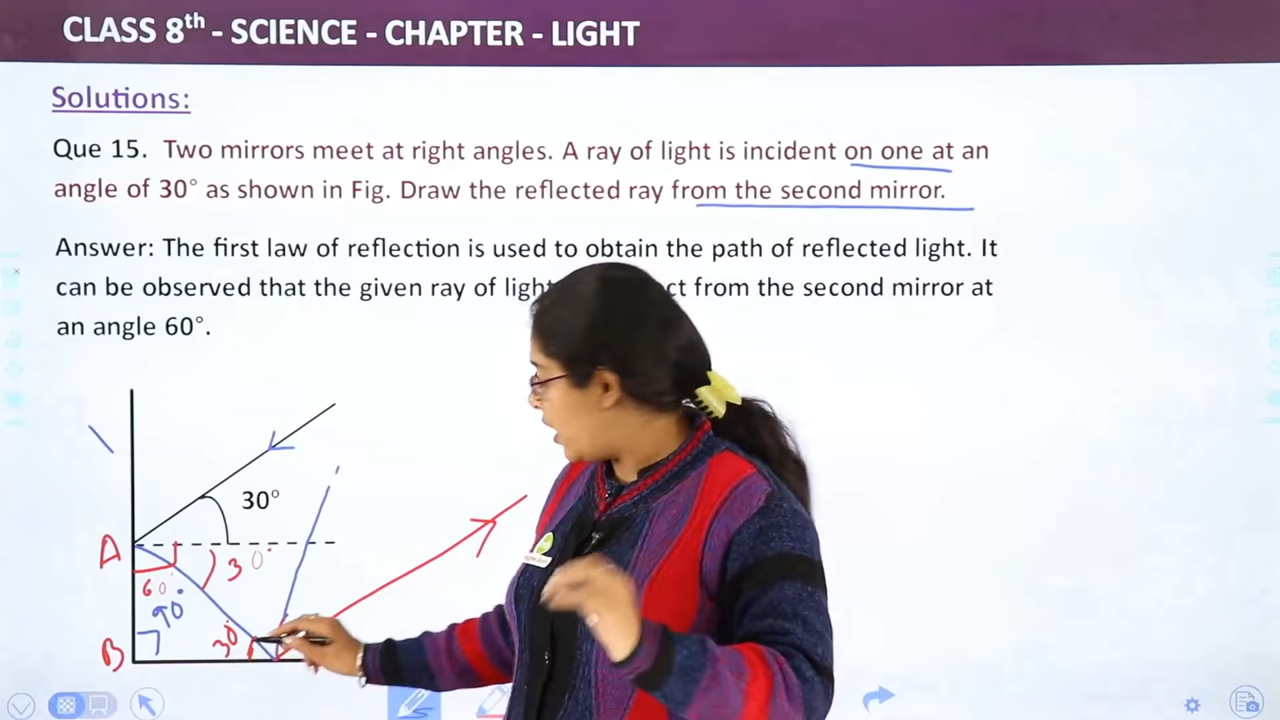 CLASS 8th - SCIENCE - CHAPTER - LIGHT
Solutions:
Que 15. Two mirrors meet at right angles. A ray of light is incident on one at an
angle of 30° as shown in Fig. Draw the reflected ray from the second mirror.
Answer: The first law of reflection is used to obtain the path of reflected light. It
can be observed that the given ray of light from the second mirror at
an angle 60°.
30°
A
30°
60°
90°
30°
B